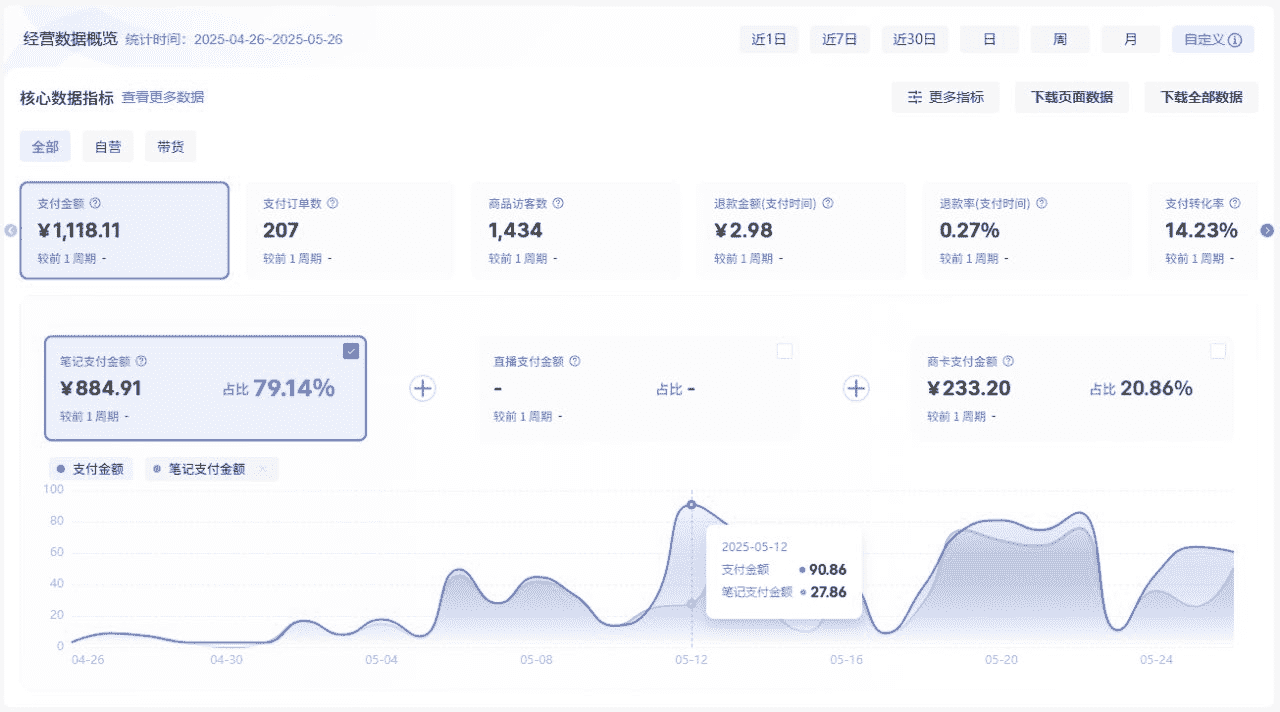 经营数据概览 统计时间：2025-04-26~2025-05-26 近1日 近7日 近30日 日 周 月 自定义
核心数据指标 查看更多数据 更多指标 下载页面数据 下载全部数据
全部 自营 带货
支付金额 支付订单数 商品访客数 退款金额(支付时间) 退款率(支付时间) 支付转化率
¥1,118.11 207 1,434 ¥2.98 0.27% 14.23%
较前 1 周期 - 较前 1 周期 - 较前 1 周期 - 较前 1 周期 - 较前 1 周期 - 较前 1 周期 -
笔记支付金额 直播支付金额 商卡支付金额
¥884.91 占比 79.14% - 占比 - ¥233.20 占比 20.86%
较前 1 周期 - 较前 1 周期 - 较前 1 周期 -
支付金额 笔记支付金额
100
80
60
40
20
0
2025-05-12
支付金额 90.86
笔记支付金额 27.86
04-26 04-30 05-04 05-08 05-12 05-16 05-20 05-24